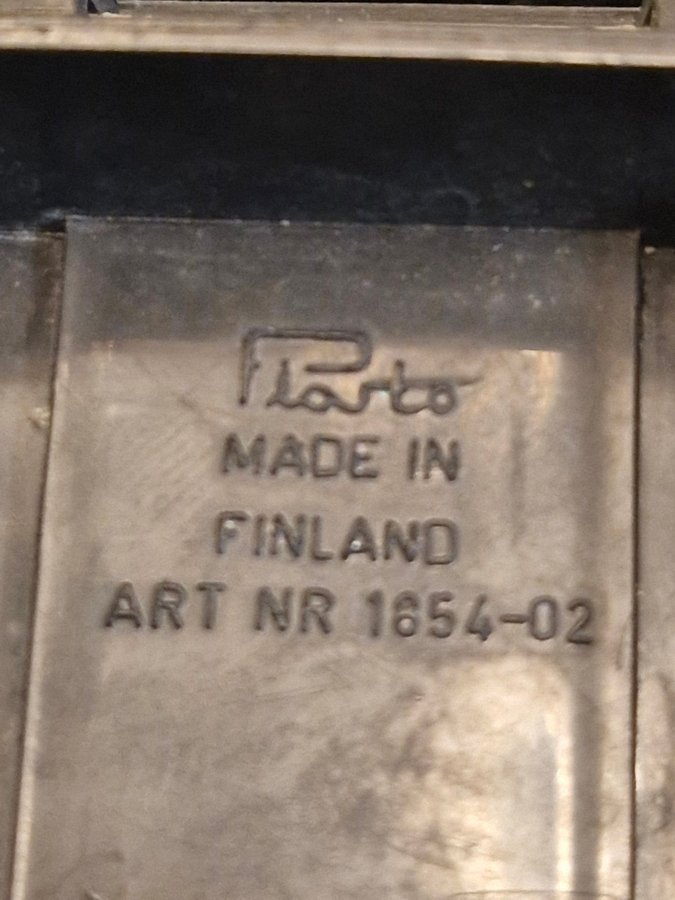 Plasto
MADE IN
FINLAND
ART NR 1654-02